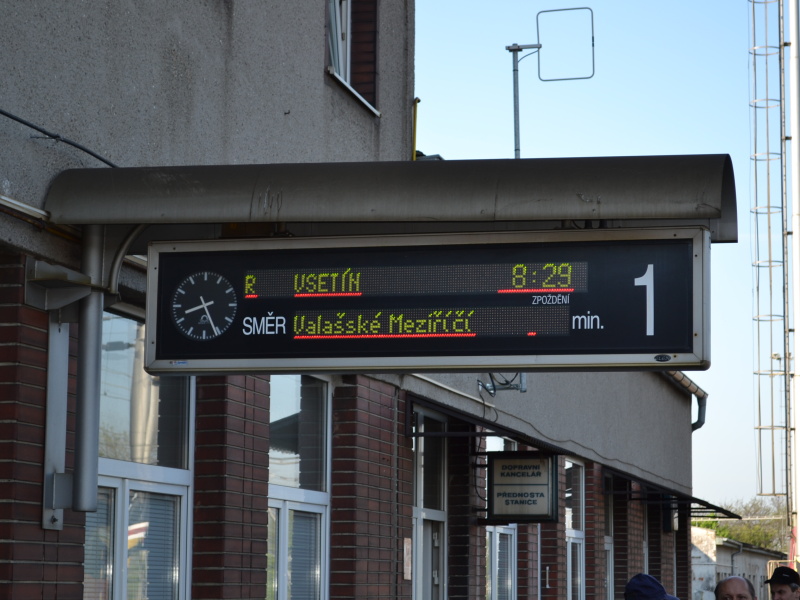 R VSETÍN 8:29 1
ZPOŽDĚNÍ
SMĚR Valašské Meziříčí min.
DOPRAVNÍ
KANCELÁŘ
PŘEDNOSTA
STANICE